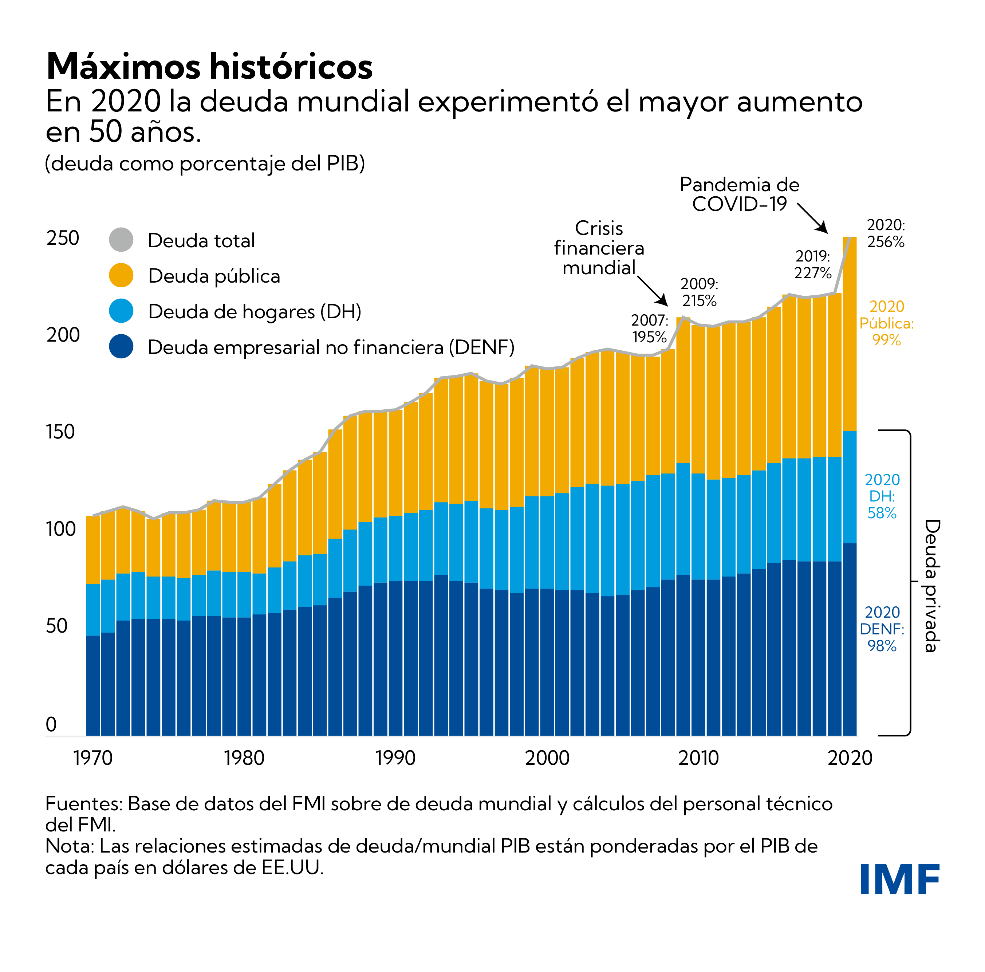 Máximos históricos
En 2020 la deuda mundial experimentó el mayor aumento
en 50 años.
(deuda como porcentaje del PIB)
Pandemia de
COVID-19
Crisis
financiera
mundial
2020:
256%
2019:
227%
2009:
215%
2007:
195%
250
200
150
100
50
0
Deuda total
Deuda pública
Deuda de hogares (DH)
Deuda empresarial no financiera (DENF)
2020
Pública:
99%
2020
DH:
58%
2020
DENF:
98%
Deuda privada
1970
1980
1990
2000
2010
2020
Fuentes: Base de datos del FMI sobre de deuda mundial y cálculos del personal técnico
del FMI.
Nota: Las relaciones estimadas de deuda/mundial PIB están ponderadas por el PIB de
cada país en dólares de EE.UU.
IMF